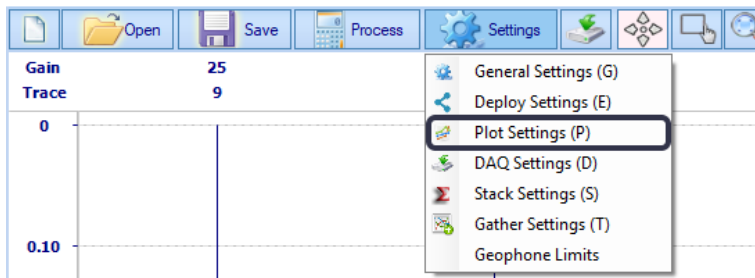 Open Save Process Settings
Gain 25
Trace 9
0
0.10
General Settings (G)
Deploy Settings (E)
Plot Settings (P)
DAQ Settings (D)
Stack Settings (S)
Gather Settings (T)
Geophone Limits